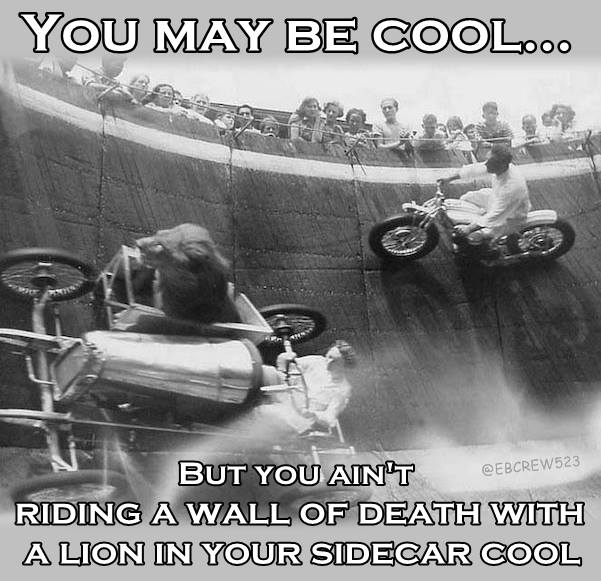 You may be cool...
But you ain't
@EBCREW523
riding a wall of death with
a lion in your sidecar cool